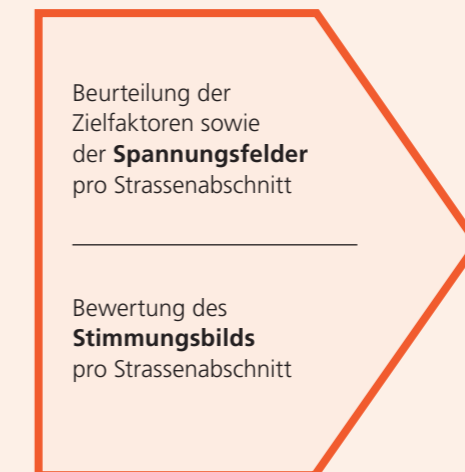 Beurteilung der
Zielfaktoren sowie
der Spannungsfelder
pro Strassenabschnitt
Bewertung des
Stimmungsbilds
pro Strassenabschnitt